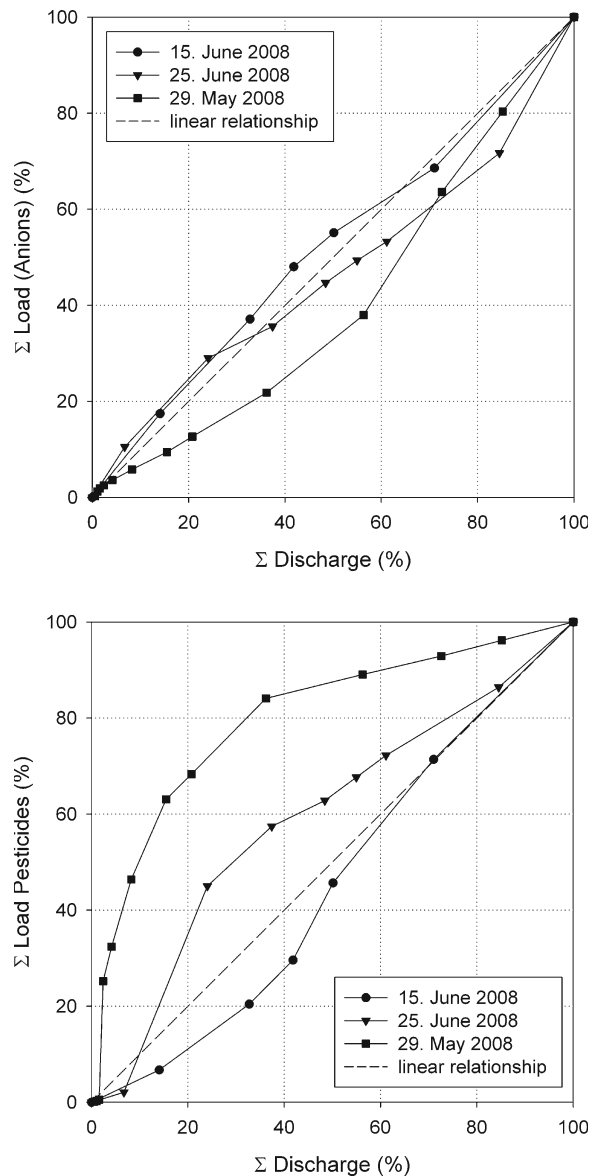 100
80
60
40
20
0
Σ Load (Anions) (%)
15. June 2008
25. June 2008
29. May 2008
linear relationship
0 20 40 60 80 100
Σ Discharge (%)
100
80
60
40
20
0
Σ Load Pesticides (%)
15. June 2008
25. June 2008
29. May 2008
linear relationship
0 20 40 60 80 100
Σ Discharge (%)